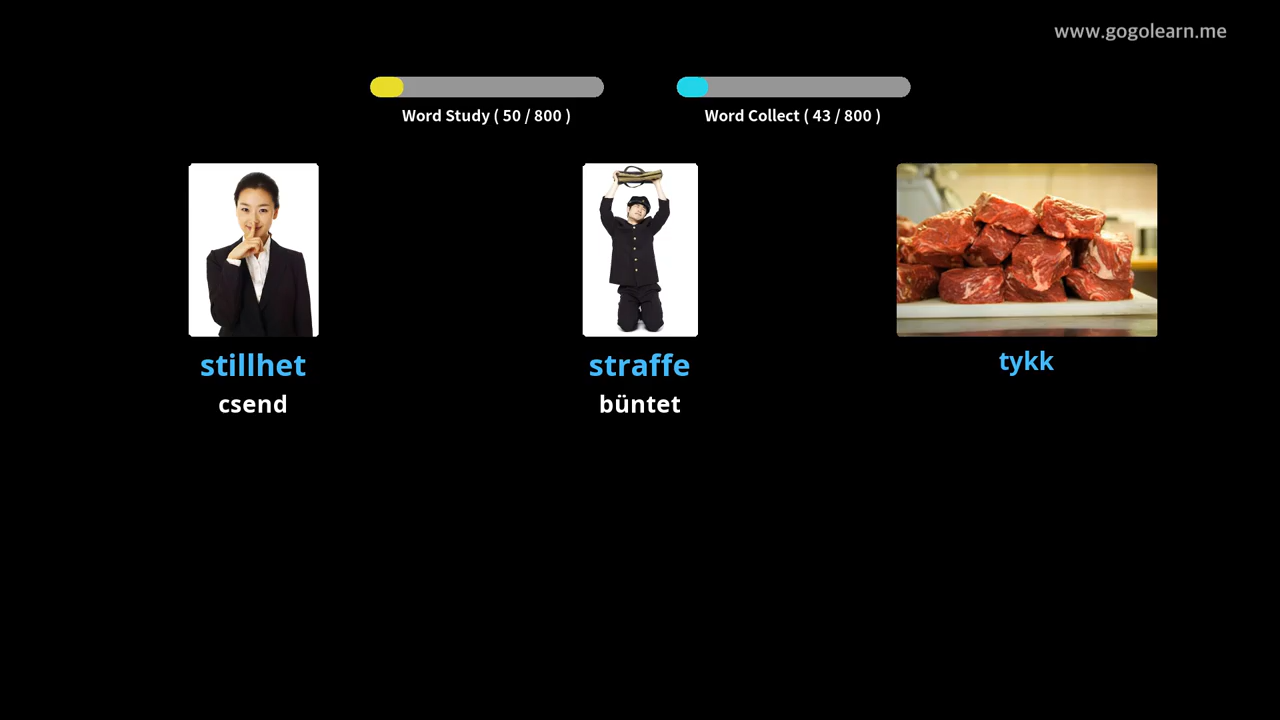 www.gogolearn.me
Word Study ( 50 / 800 )
Word Collect ( 43 / 800 )
stillhet
csend
straffe
büntet
tykk